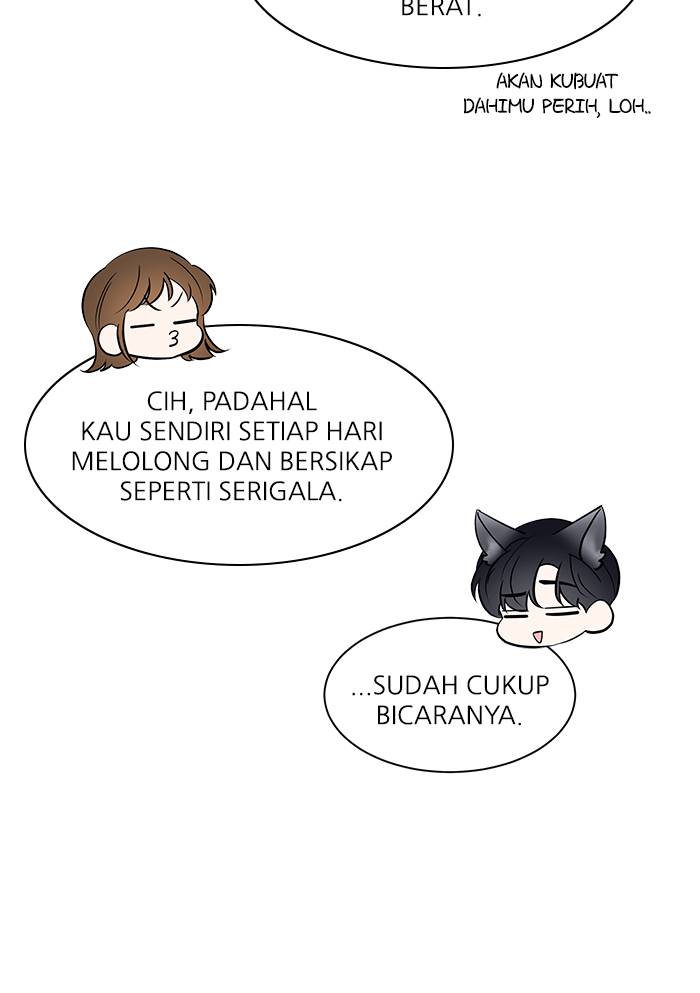 BERAT.
AKAN KUBUAT
DAHIMU PERIH, LOH..
CIH, PADAHAL
KAU SENDIRI SETIAP HARI
MELOLONG DAN BERSIKAP
SEPERTI SERIGALA.
...SUDAH CUKUP
BICARANYA.